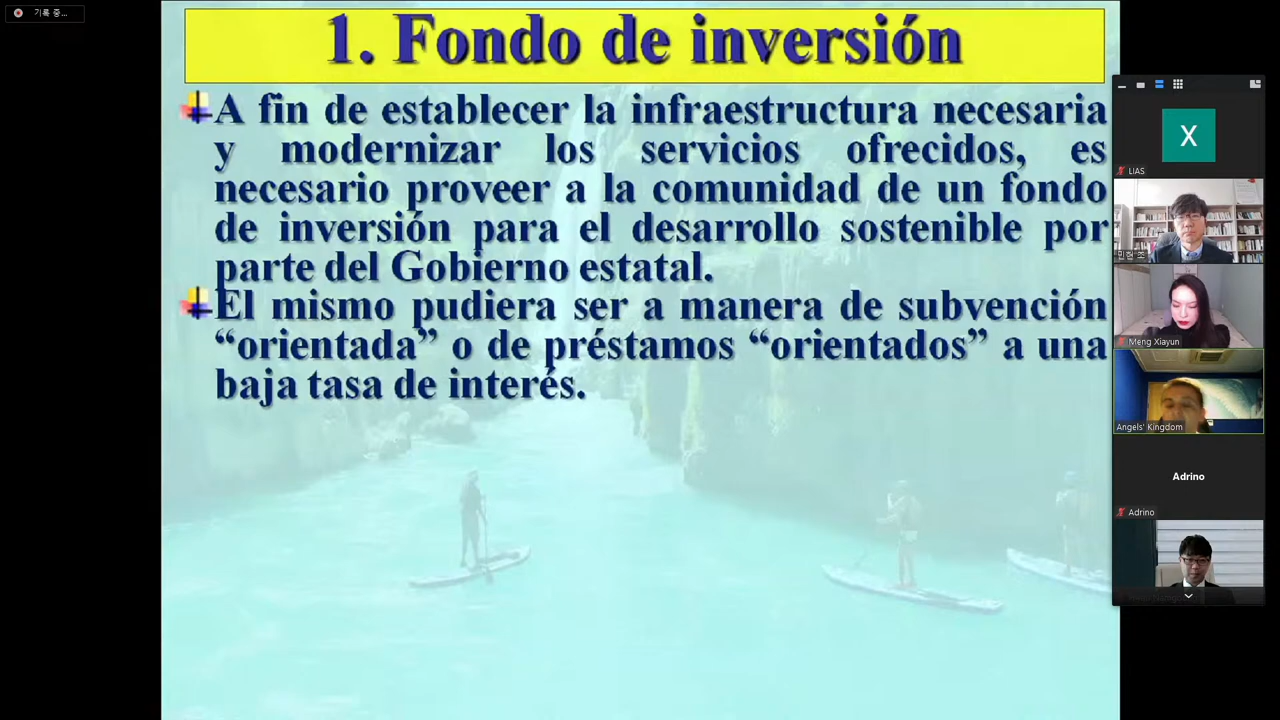 기록 중...
1. Fondo de inversión
A fin de establecer la infraestructura necesaria
y modernizar los servicios ofrecidos, es
necesario proveer a la comunidad de un fondo
de inversión para el desarrollo sostenible por
parte del Gobierno estatal.
El mismo pudiera ser a manera de subvención
“orientada” o de préstamos “orientados” a una
baja tasa de interés.
X
LIAS
민현 조
Meng Xiayun
Angels' Kingdom
Adrino
Adrino